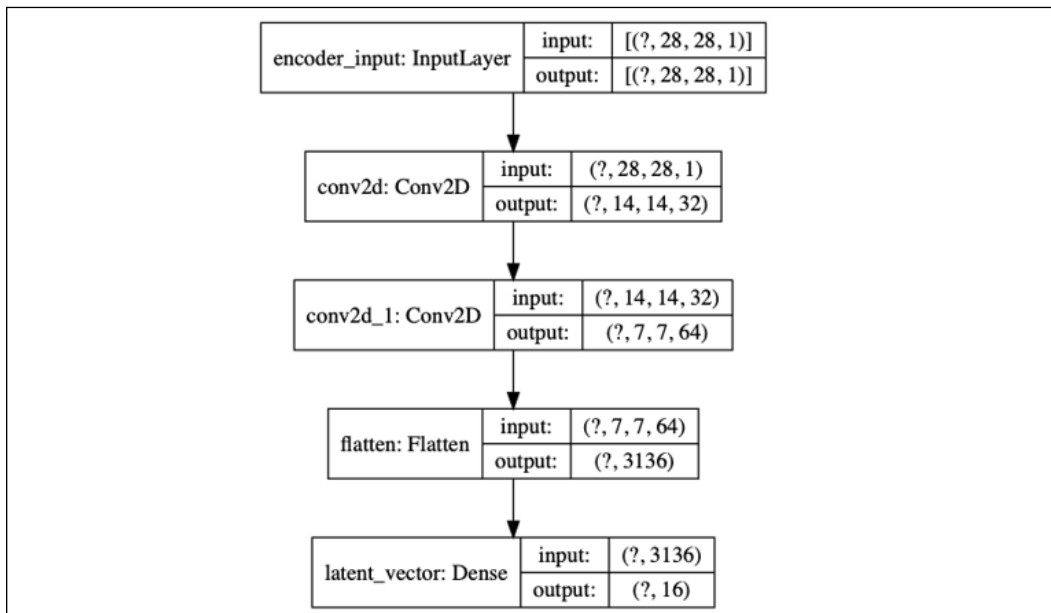 encoder_input: InputLayer
input: [(?, 28, 28, 1)]
output: [(?, 28, 28, 1)]
conv2d: Conv2D
input: (?, 28, 28, 1)
output: (?, 14, 14, 32)
conv2d_1: Conv2D
input: (?, 14, 14, 32)
output: (?, 7, 7, 64)
flatten: Flatten
input: (?, 7, 7, 64)
output: (?, 3136)
latent_vector: Dense
input: (?, 3136)
output: (?, 16)